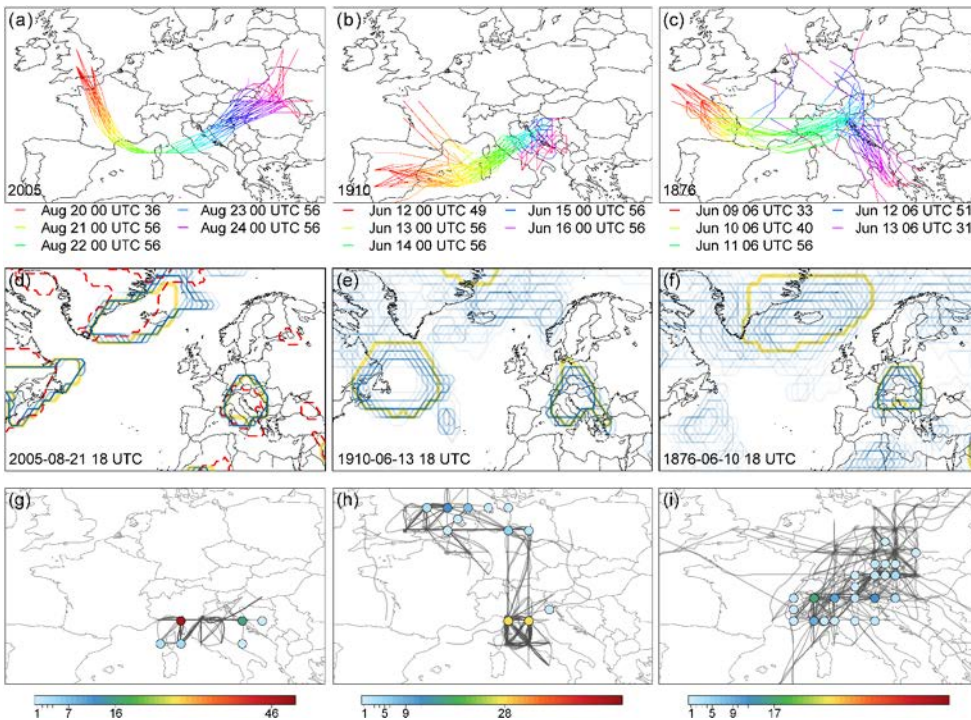 (a)
(b)
(c)
2005
1910
1876
Aug 20 00 UTC 36
Aug 23 00 UTC 56
Aug 21 00 UTC 56
Aug 24 00 UTC 56
Aug 22 00 UTC 56
Jun 12 00 UTC 49
Jun 15 00 UTC 56
Jun 13 00 UTC 56
Jun 16 00 UTC 56
Jun 14 00 UTC 56
Jun 09 06 UTC 33
Jun 12 06 UTC 51
Jun 10 06 UTC 40
Jun 13 06 UTC 31
Jun 11 06 UTC 56
(d)
(e)
(f)
2005-08-21 18 UTC
1910-06-13 18 UTC
1876-06-10 18 UTC
(g)
(h)
(i)
1 7 16 46
1 5 9 28
1 5 9 17